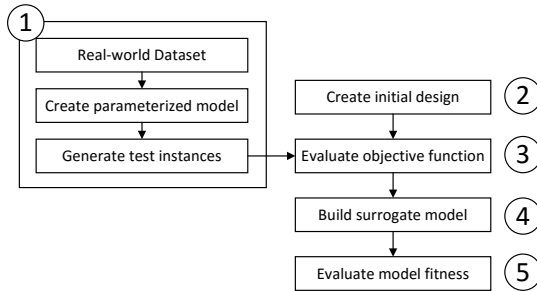 1
Real-world Dataset
Create parameterized model
Generate test instances
Create initial design
2
Evaluate objective function
3
Build surrogate model
4
Evaluate model fitness
5